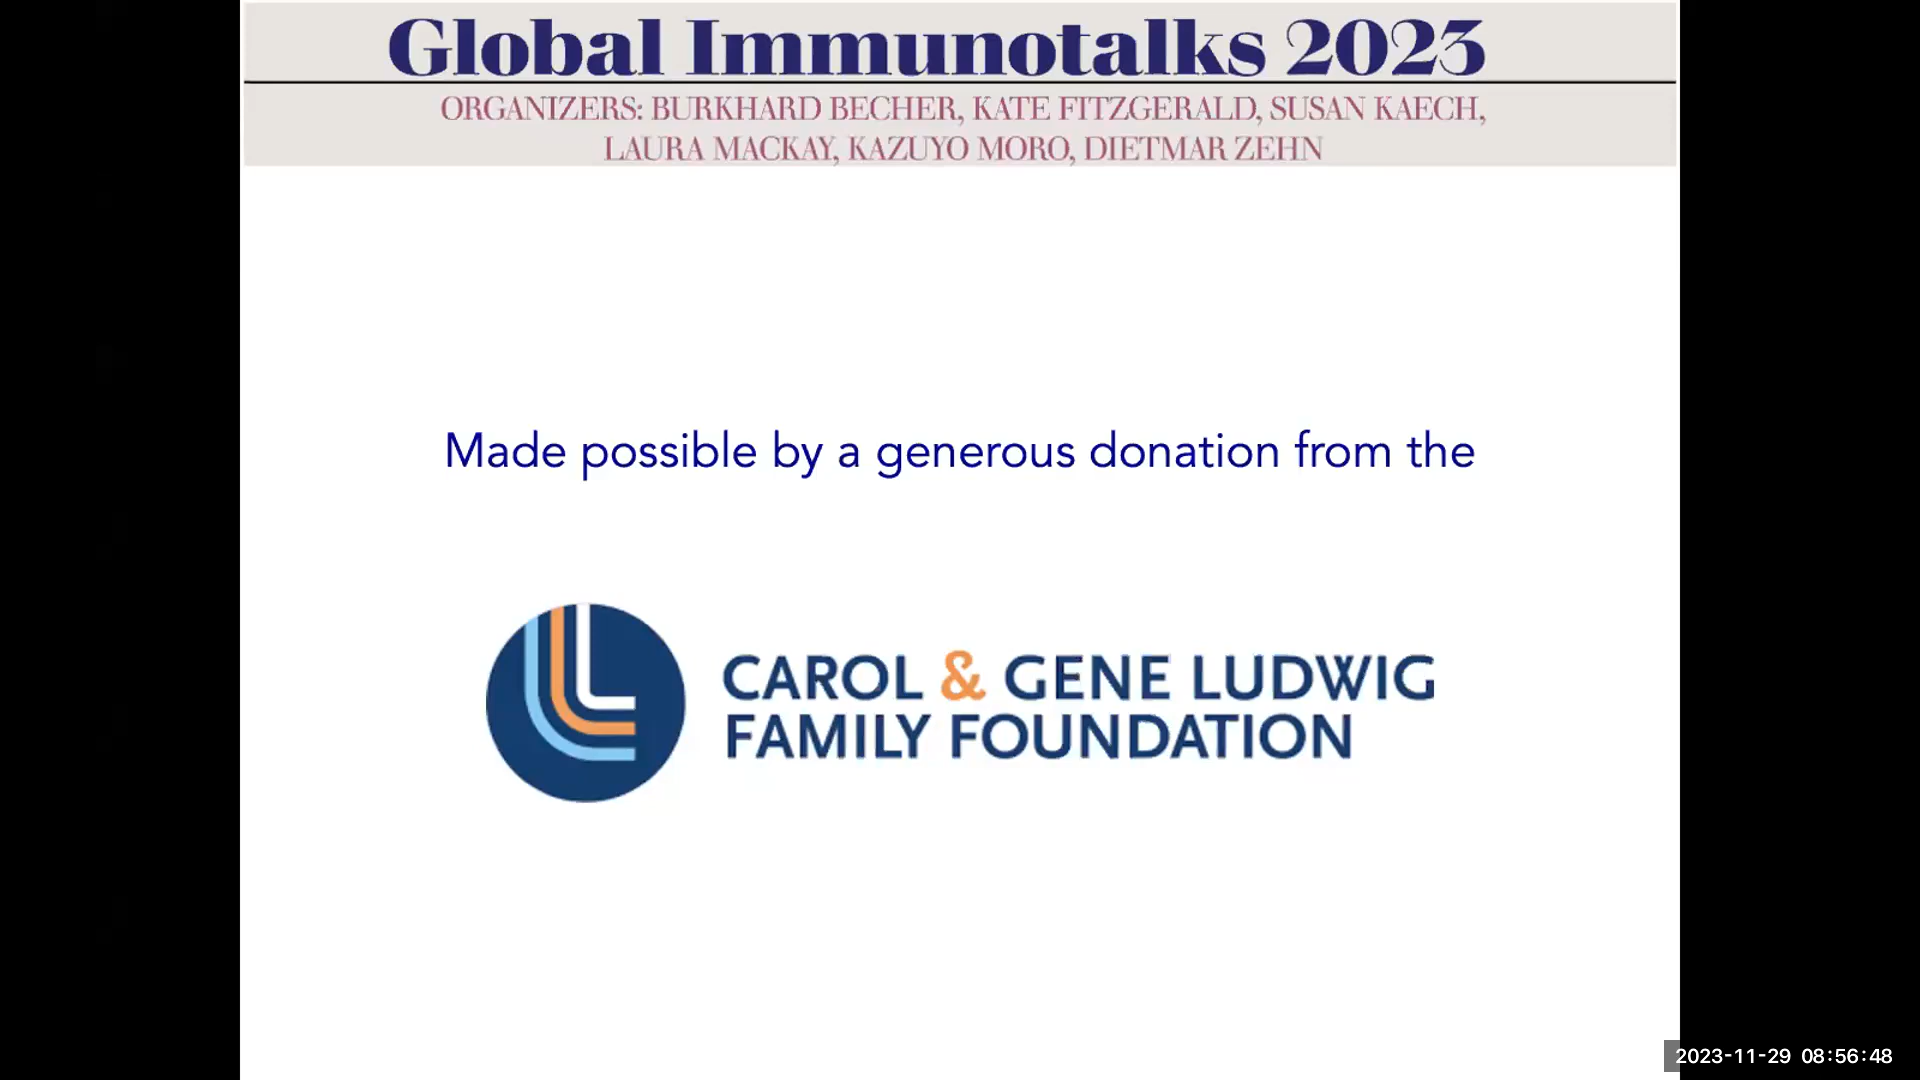 Global Immunotalks 2023
ORGANIZERS: BURKHARD BECHER, KATE FITZGERALD, SUSAN KAECH,
LAURA MACKAY, KAZUYO MORO, DIETMAR ZEHN
Made possible by a generous donation from the
CAROL & GENE LUDWIG
FAMILY FOUNDATION
2023-11-29 08:56:48